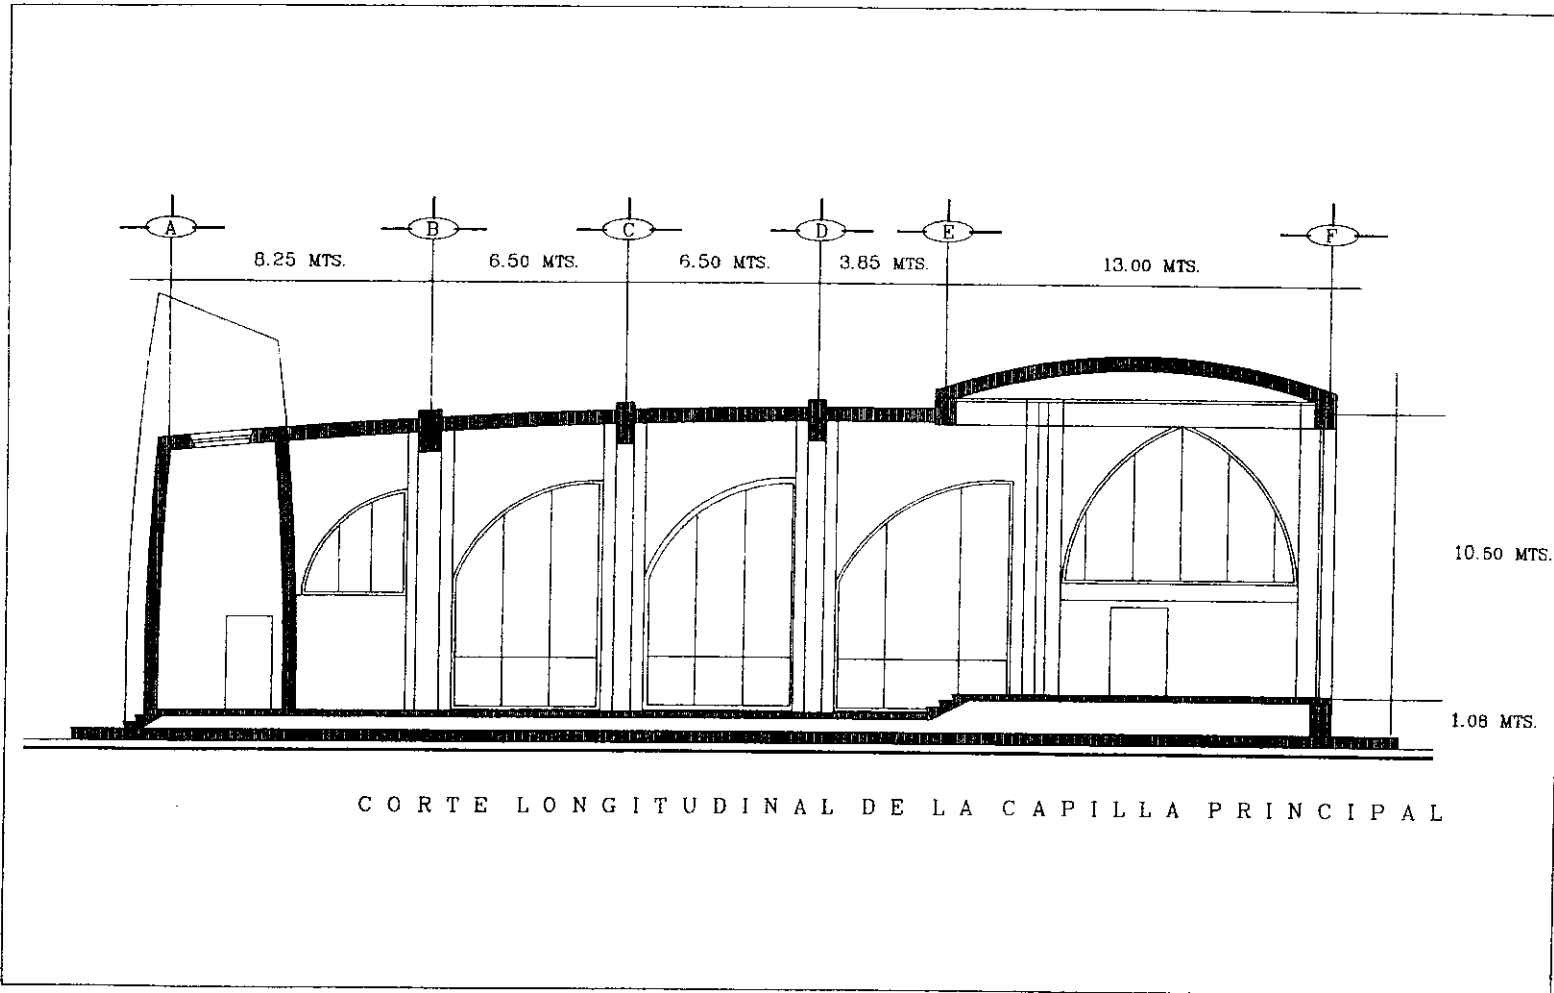 A B C D E F
8.25 MTS. 6.50 MTS. 6.50 MTS. 3.85 MTS. 13.00 MTS.
10.50 MTS.
1.08 MTS.
CORTE LONGITUDINAL DE LA CAPILLA PRINCIPAL